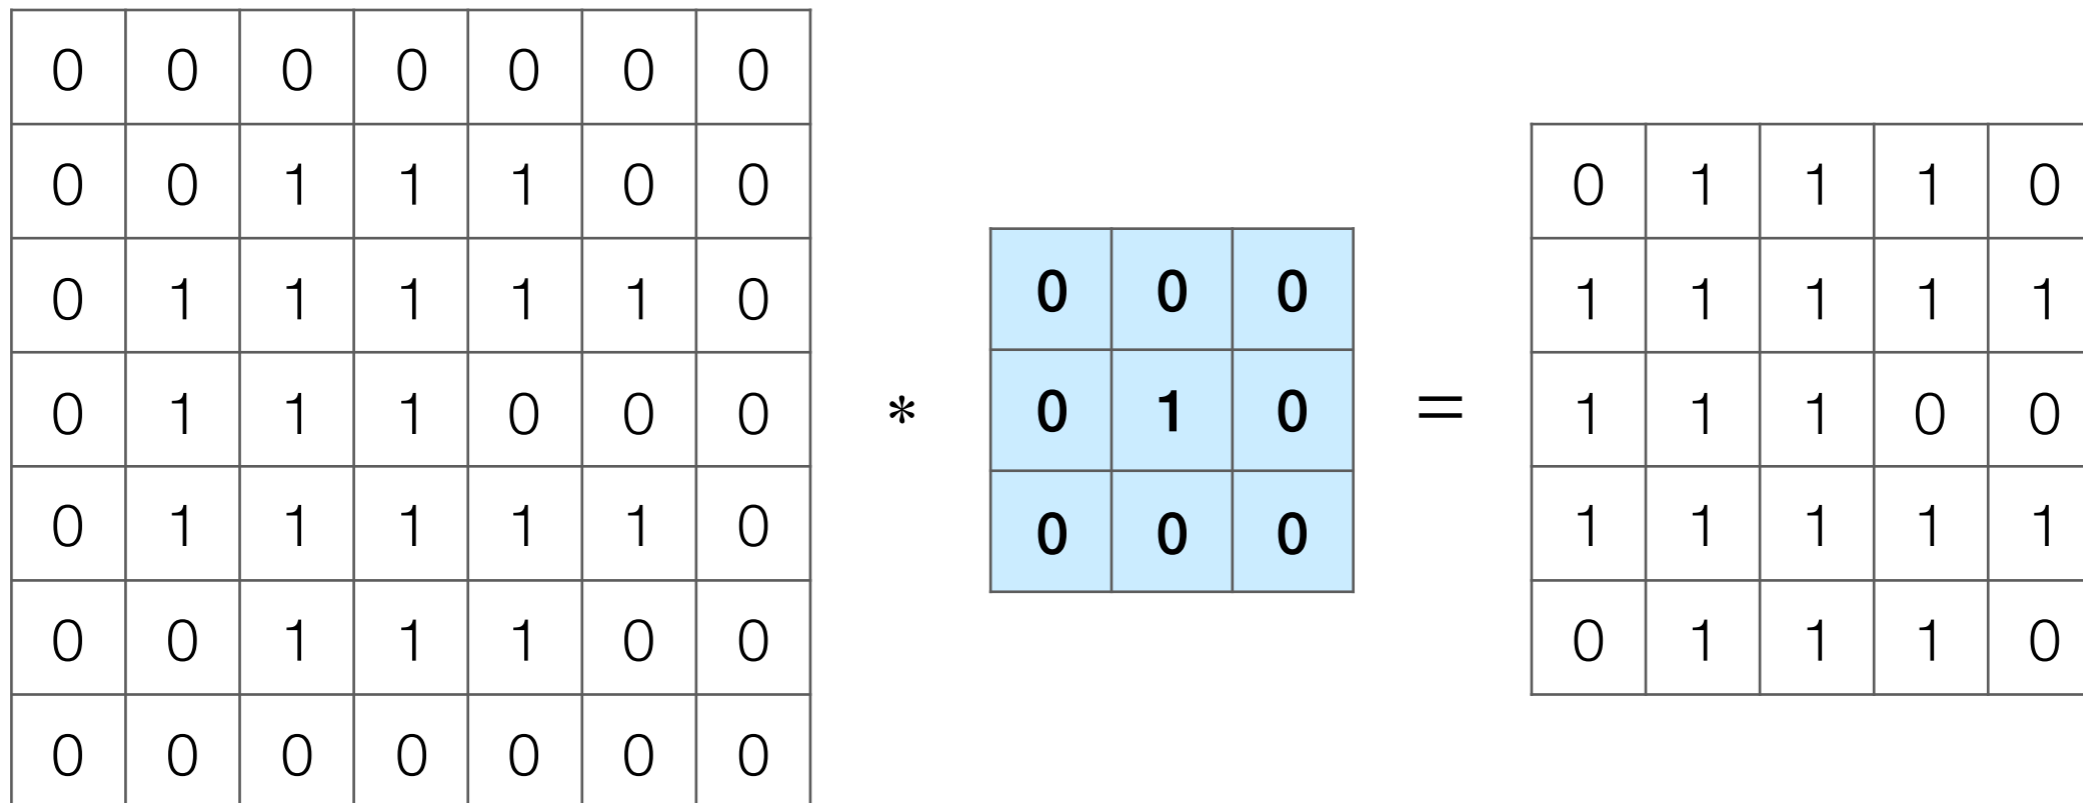 0 0 0 0 0 0 0
0 0 1 1 1 0 0
0 1 1 1 1 1 0
0 1 1 1 0 0 0
0 1 1 1 1 1 0
0 0 1 1 1 0 0
0 0 0 0 0 0 0
*
0 0 0
0 1 0
0 0 0
=
0 1 1 1 0
1 1 1 1 1
1 1 1 0 0
1 1 1 1 1
0 1 1 1 0